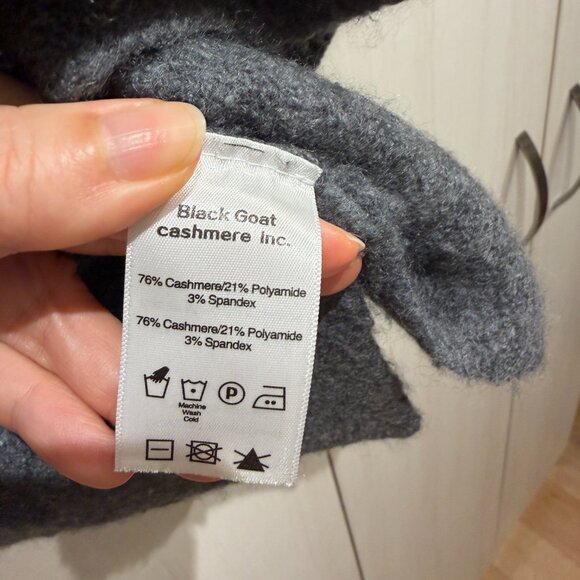 Black Goat
cashmere Inc.
76% Cashmere/21% Polyamide
3% Spandex
76% Cashmere/21% Polyamide
3% Spandex
P
Machine
Wash
Cold